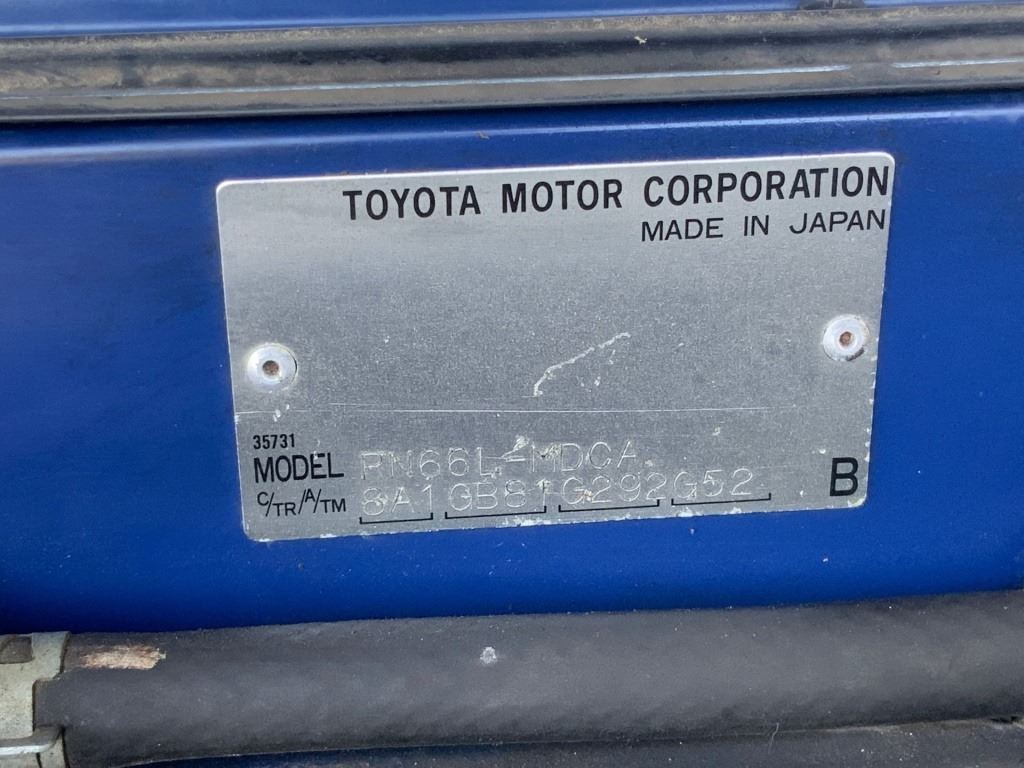 TOYOTA MOTOR CORPORATION
MADE IN JAPAN
35731
MODEL RN66L-MDCA
C/TR/A/TM 8A1 GB81 G292 G52
B